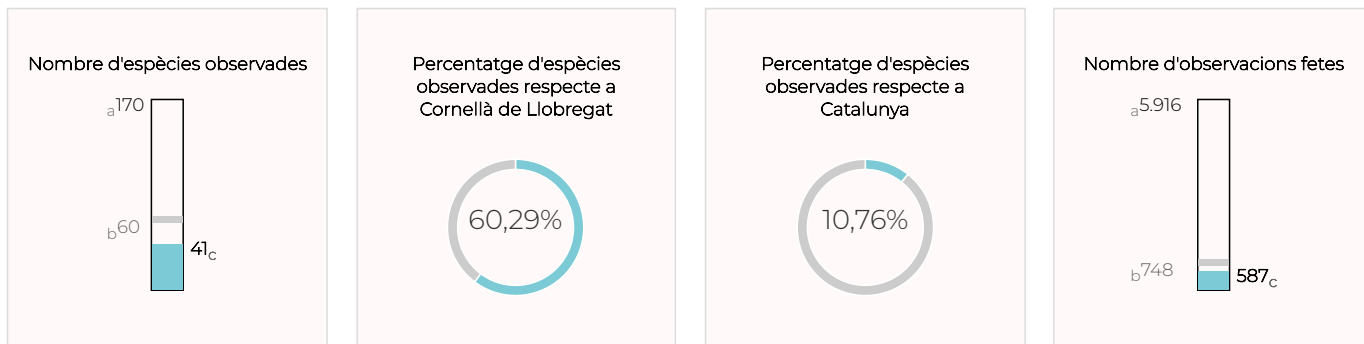 Nombre d'espècies observades
a170
b60
41c
Percentatge d'espècies
observades respecte a
Cornellà de Llobregat
60,29%
Percentatge d'espècies
observades respecte a
Catalunya
10,76%
Nombre d'observacions fetes
a5.916
b748
587c